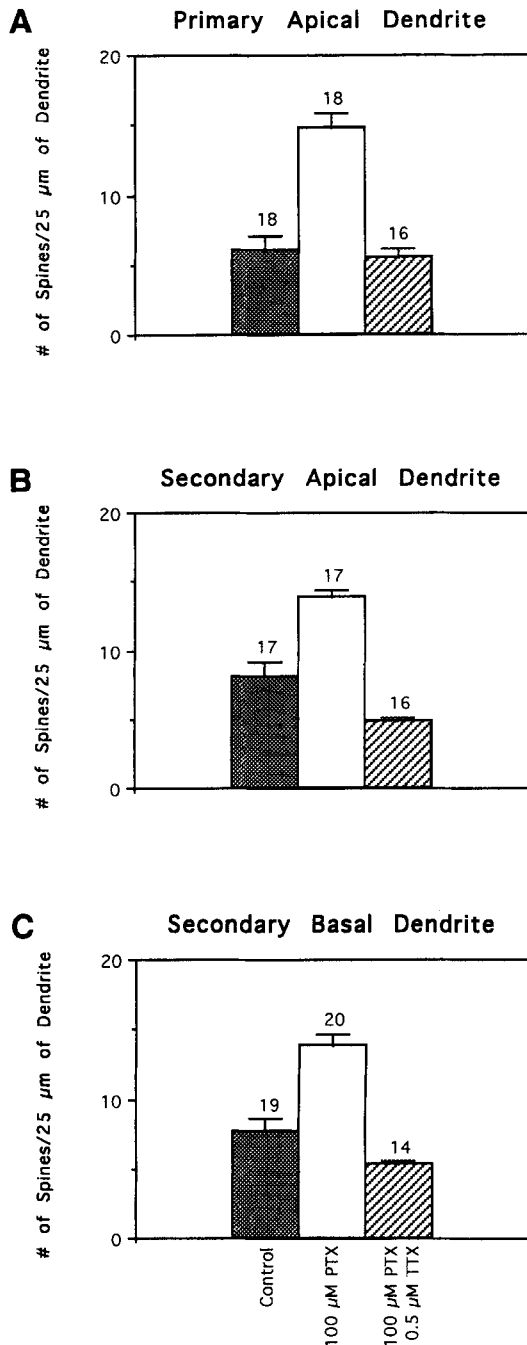 A
Primary Apical Dendrite
# of Spines/25 µm of Dendrite
20
10
0
18
18
16
B
Secondary Apical Dendrite
# of Spines/25 µm of Dendrite
20
10
0
17
17
16
C
Secondary Basal Dendrite
# of Spines/25 µm of Dendrite
20
10
0
19
20
14
Control
100 µM PTX
100 µM PTX
0.5 µM TTX